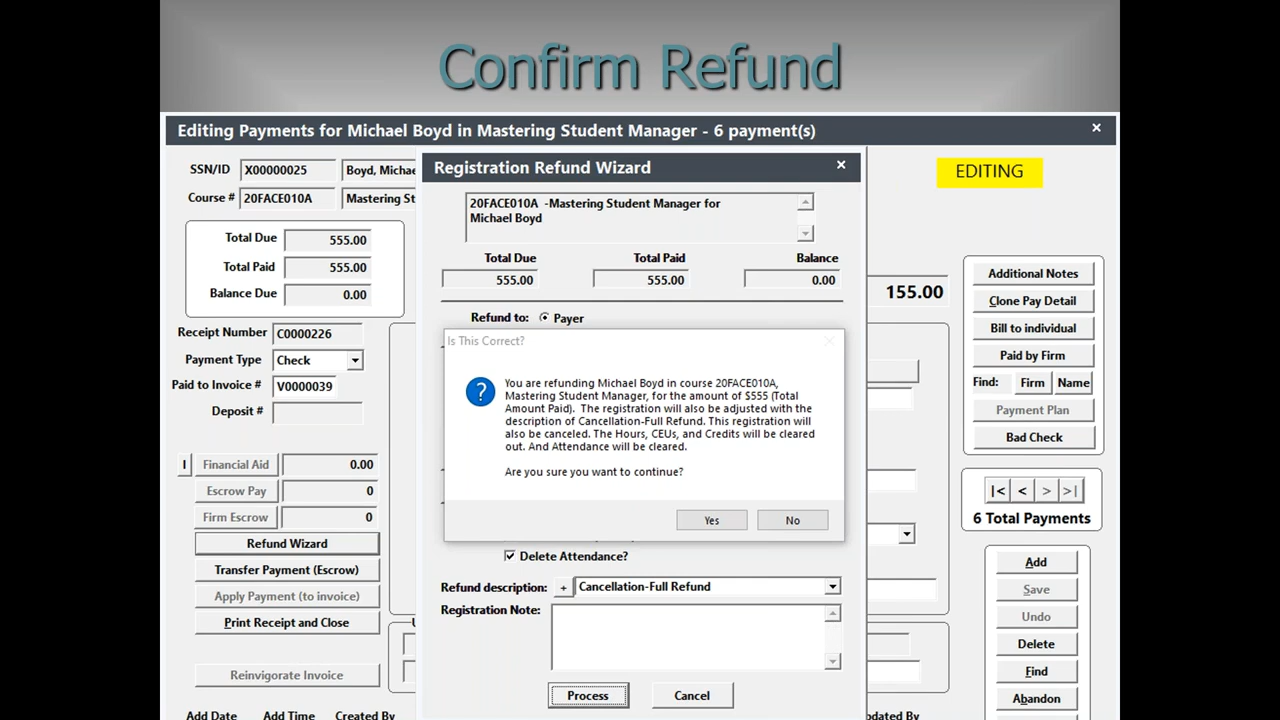 Confirm Refund
Editing Payments for Michael Boyd in Mastering Student Manager - 6 payment(s)
SSN/ID X00000025 Boyd, Michae
Course # 20FACE010A Mastering St
EDITING
Total Due 555.00
Total Paid 555.00
Balance Due 0.00
Receipt Number C0000226
Payment Type Check
Paid to Invoice # V0000039
Deposit #
I Financial Aid 0.00
Escrow Pay 0
Firm Escrow 0
Refund Wizard
Transfer Payment (Escrow)
Apply Payment (to invoice)
Print Receipt and Close
Reinvigorate Invoice
Add Date Add Time Created By
Registration Refund Wizard
20FACE010A -Mastering Student Manager for
Michael Boyd
Total Due Total Paid Balance
555.00 555.00 0.00
Refund to: Payer
Is This Correct?
You are refunding Michael Boyd in course 20FACE010A,
Mastering Student Manager, for the amount of $555 (Total
Amount Paid). The registration will also be adjusted with the
description of Cancellation-Full Refund. This registration will
also be canceled. The Hours, CEUs, and Credits will be cleared
out. And Attendance will be cleared.
Are you sure you want to continue?
Yes No
Delete Attendance?
Refund description: + Cancellation-Full Refund
Registration Note:
Process Cancel
155.00
Additional Notes
Clone Pay Detail
Bill to individual
Paid by Firm
Find: Firm Name
Payment Plan
Bad Check
|< < > >|
6 Total Payments
Add
Save
Undo
Delete
Find
Abandon
dated By